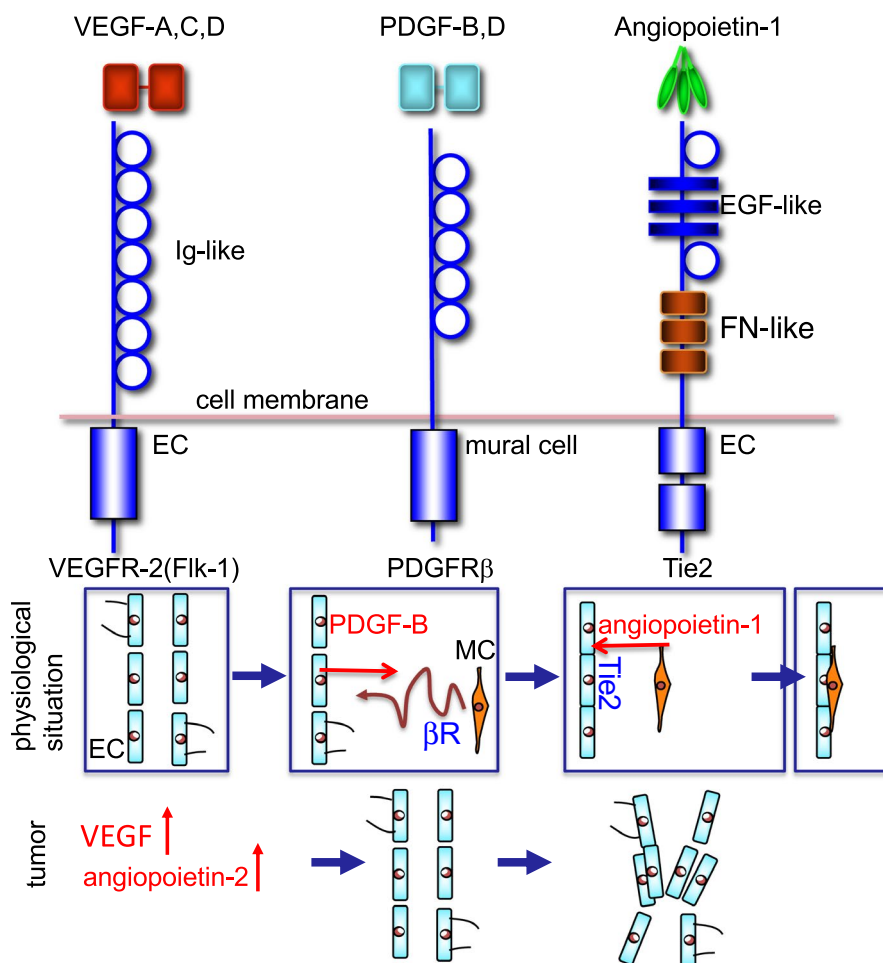 VEGF-A,C,D
PDGF-B,D
Angiopoietin-1
Ig-like
EGF-like
FN-like
cell membrane
EC
mural cell
EC
VEGFR-2(Flk-1)
PDGFRβ
Tie2
physiological
situation
EC
PDGF-B
MC
βR
angiopoietin-1
Tie2
tumor
VEGF
angiopoietin-2